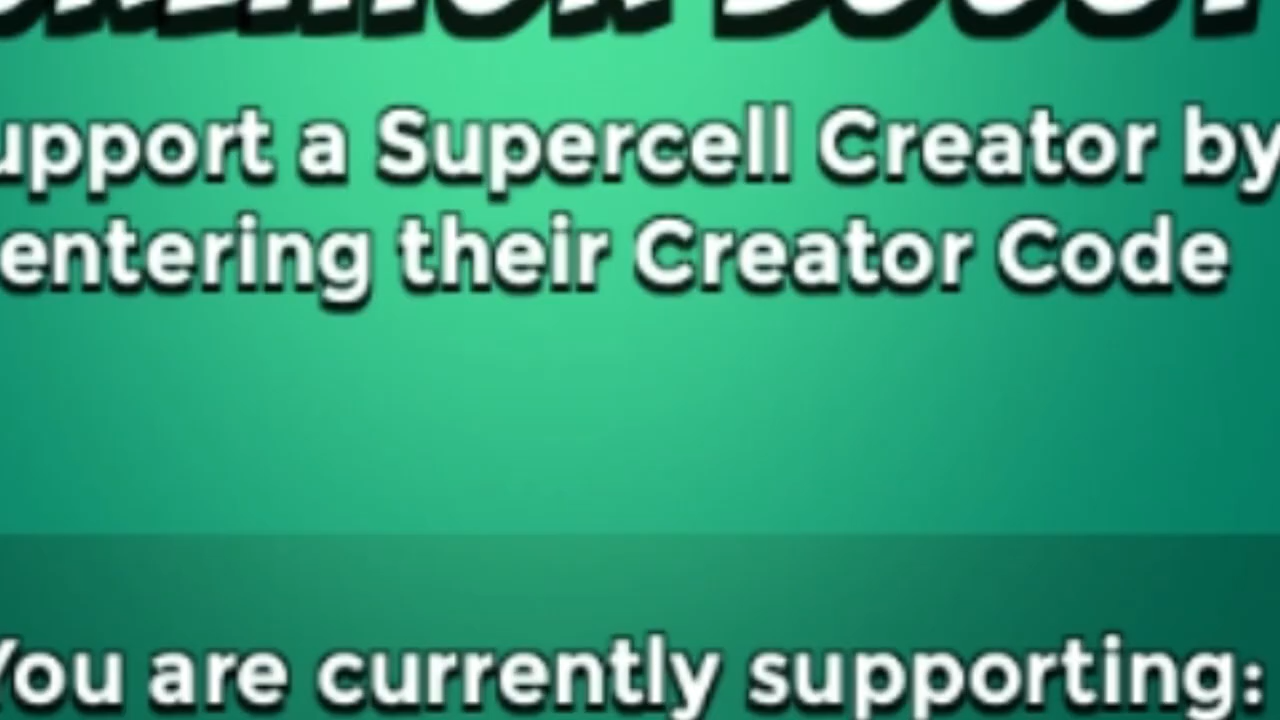 upport a Supercell Creator by
entering their Creator Code
You are currently supporting: